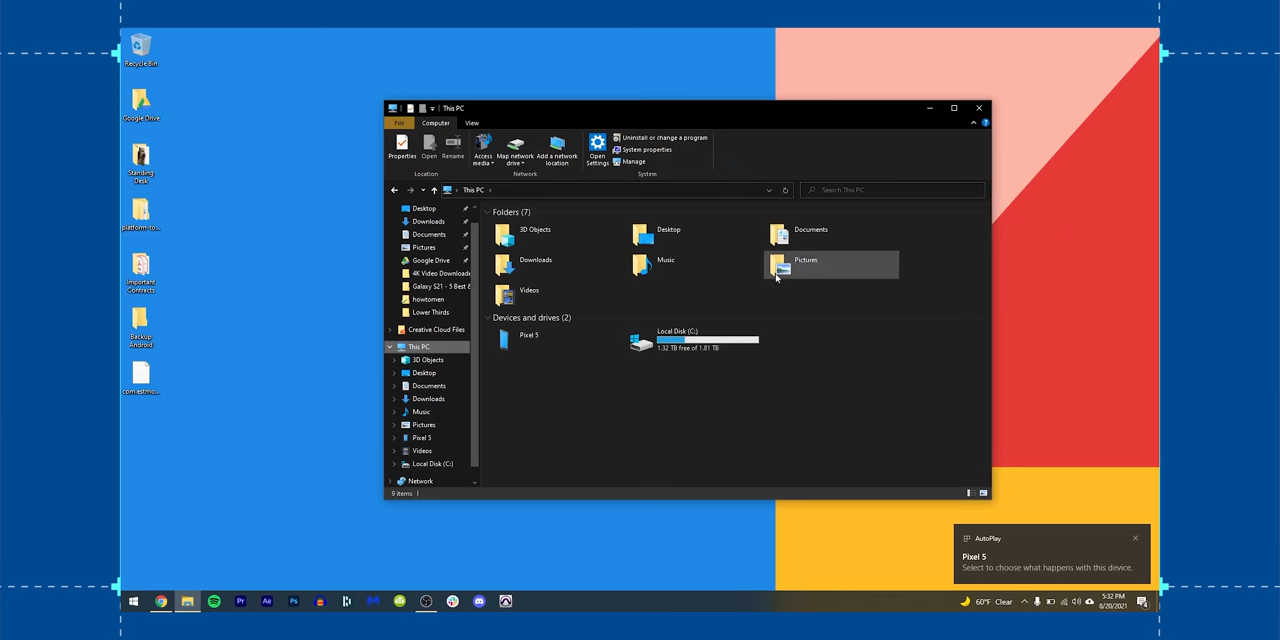 Recycle Bin
Google Drive
Standing
Desk
platform-to...
Important
Contracts
Backup
Android
com.estmo...
This PC
File
Computer
View
Properties
Open
Rename
Access
media
Map network
drive
Add a network
location
Open
Settings
Uninstall or change a program
System properties
Manage
Location
Network
System
This PC
Search This PC
Desktop
Downloads
Documents
Pictures
Google Drive
4K Video Downloade
Galaxy S21 - 5 Best &
howtomen
Lower Thirds
Creative Cloud Files
This PC
3D Objects
Desktop
Documents
Downloads
Music
Pictures
Pixel 5
Videos
Local Disk (C:)
Network
Folders (7)
3D Objects
Desktop
Documents
Downloads
Music
Pictures
Videos
Devices and drives (2)
Pixel 5
Local Disk (C:)
1.32 TB free of 1.81 TB
9 items
AutoPlay
Pixel 5
Select to choose what happens with this device.
Pr
Ae
Ps
60°F Clear
5:32 PM
8/20/2021